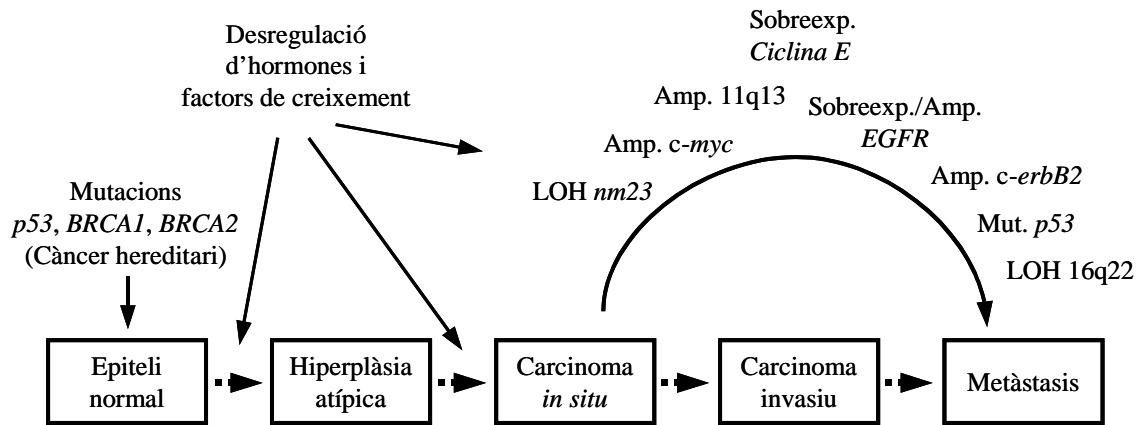 Desregulació
d'hormones i
factors de creixement
Sobreexp.
Ciclina E
Amp. 11q13
Sobreexp./Amp.
EGFR
Amp. c-myc
Amp. c-erbB2
LOH nm23
Mut. p53
LOH 16q22
Mutacions
p53, BRCA1, BRCA2
(Càncer hereditari)
Epiteli
normal
Hiperplàsia
atípica
Carcinoma
in situ
Carcinoma
invasiu
Metàstasis